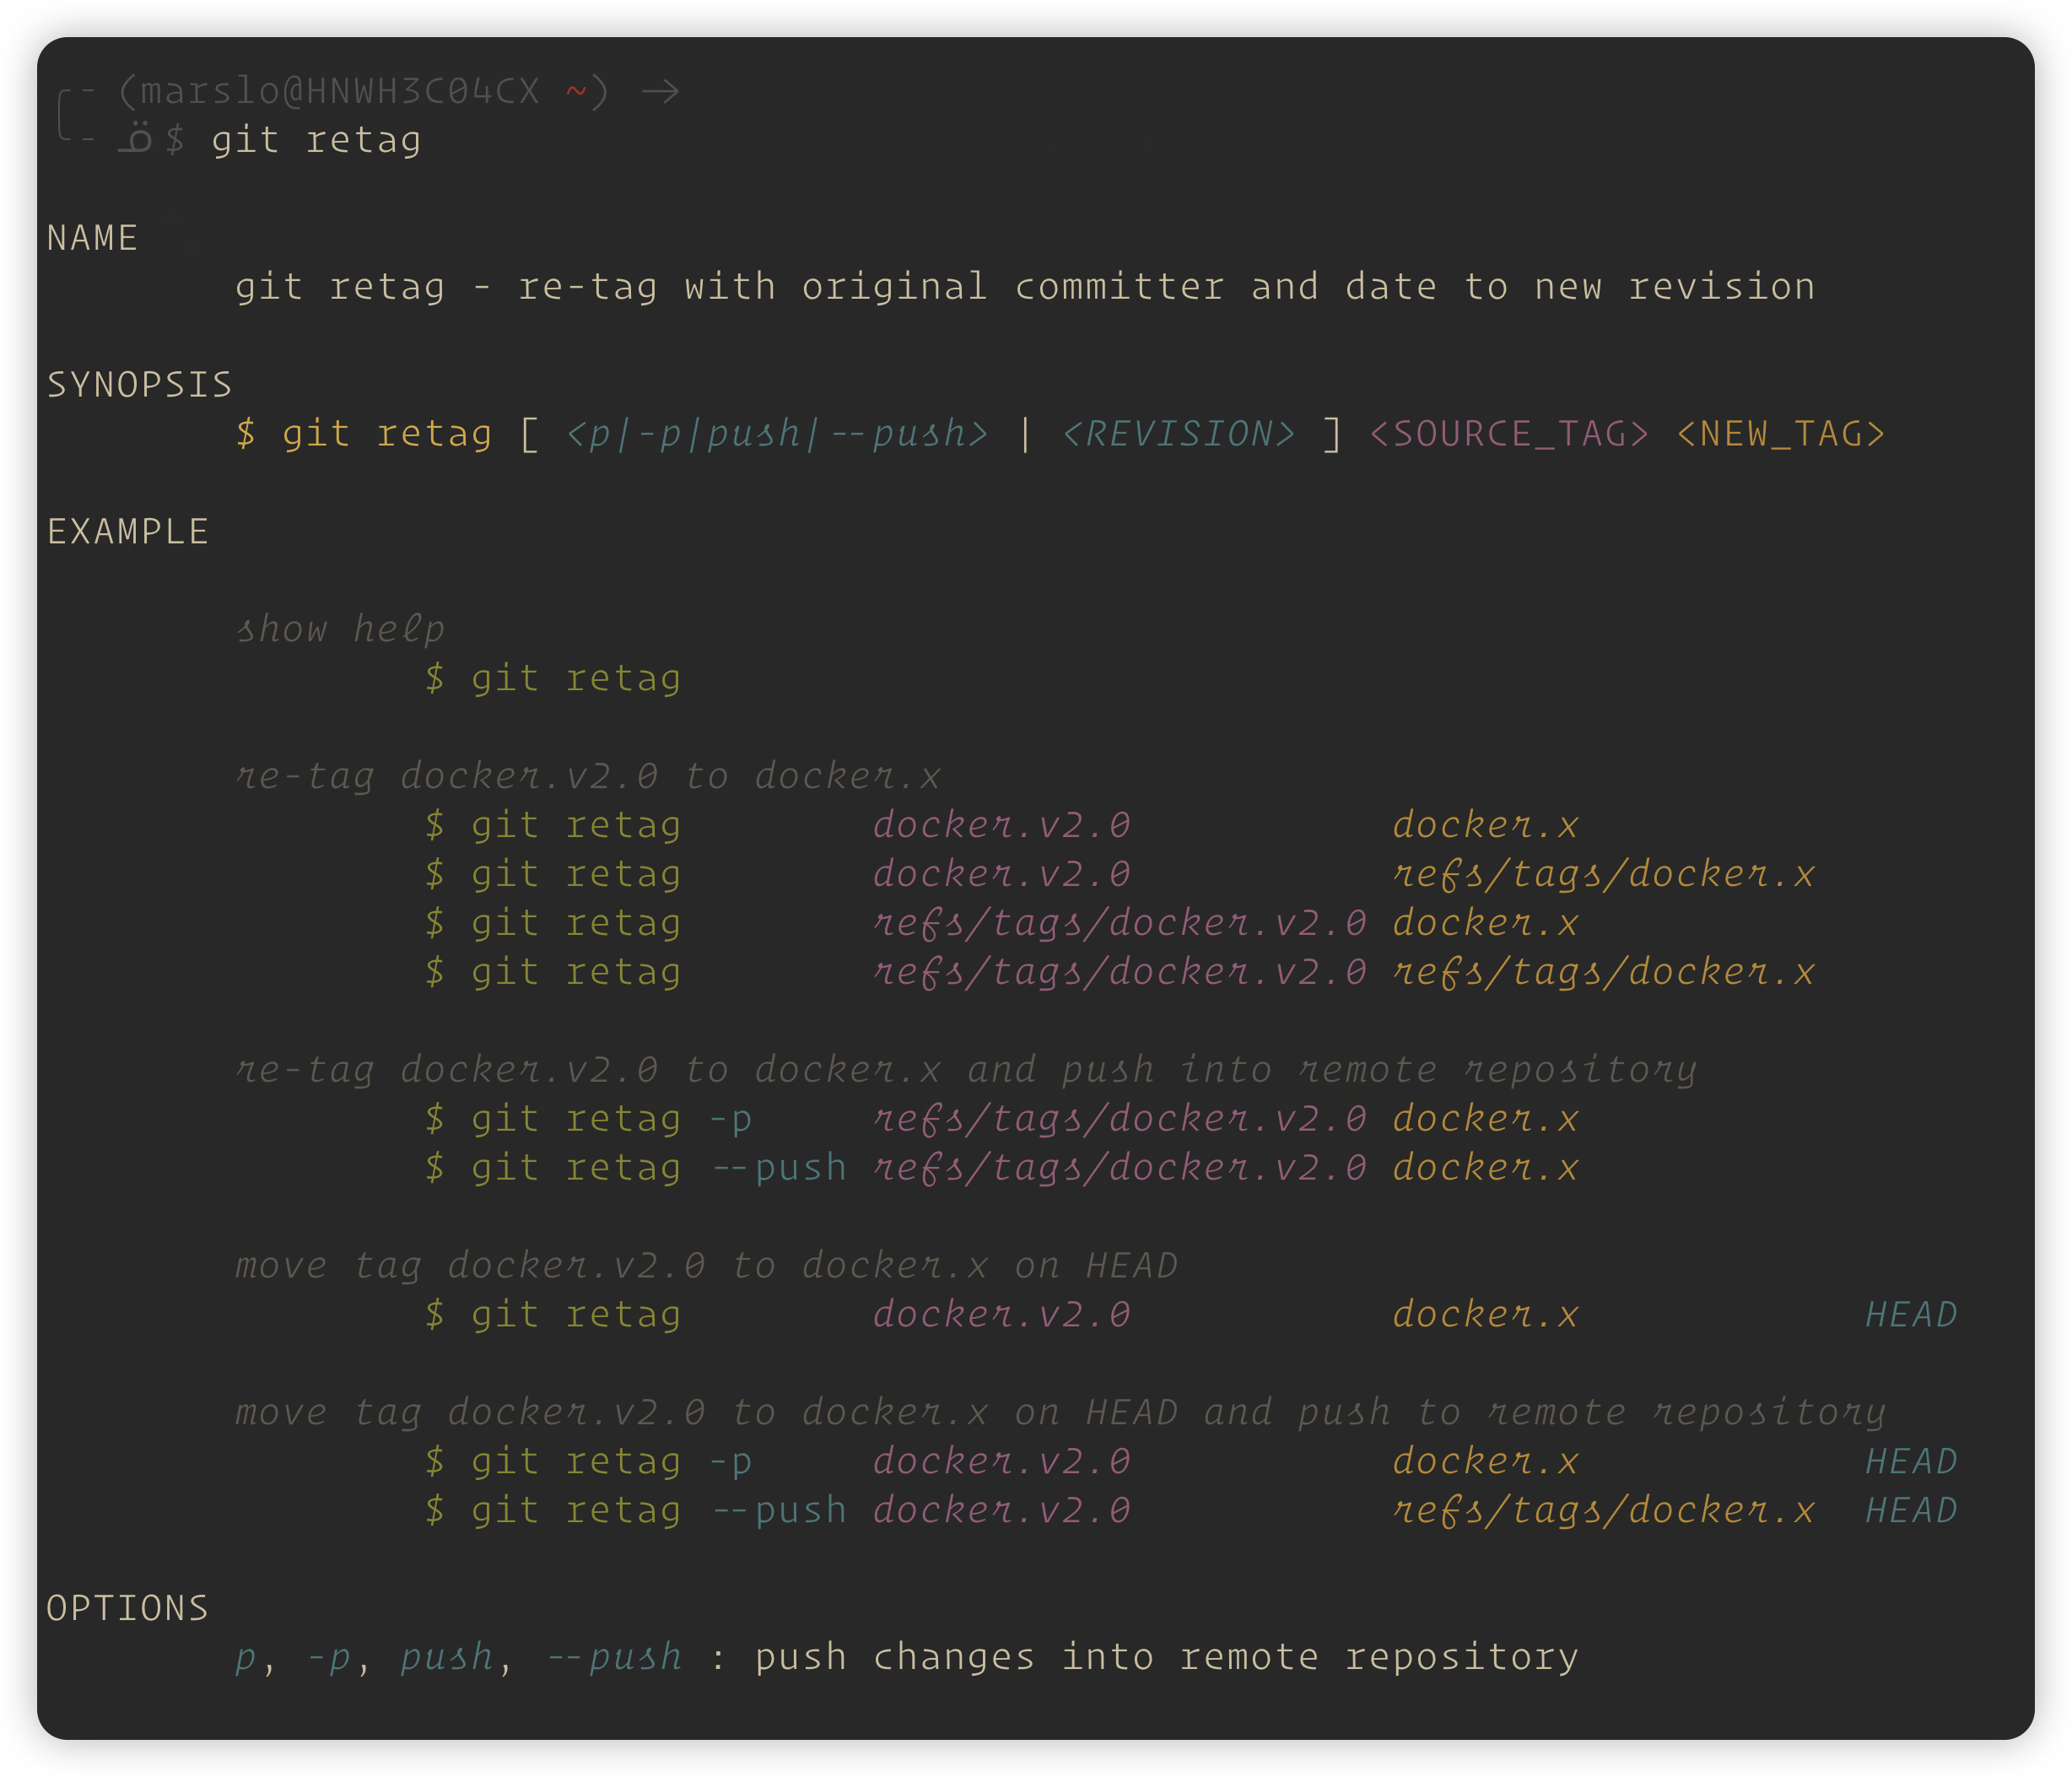 ╭- (marslo@HNWH3C04CX ~) →
╰- $ git retag
NAME
git retag - re-tag with original committer and date to new revision
SYNOPSIS
$ git retag [ <p|-p|push|--push> | <REVISION> ] <SOURCE_TAG> <NEW_TAG>
EXAMPLE
show help
$ git retag
re-tag docker.v2.0 to docker.x
$ git retag docker.v2.0 docker.x
$ git retag docker.v2.0 refs/tags/docker.x
$ git retag refs/tags/docker.v2.0 docker.x
$ git retag refs/tags/docker.v2.0 refs/tags/docker.x
re-tag docker.v2.0 to docker.x and push into remote repository
$ git retag -p refs/tags/docker.v2.0 docker.x
$ git retag --push refs/tags/docker.v2.0 docker.x
move tag docker.v2.0 to docker.x on HEAD
$ git retag docker.v2.0 docker.x HEAD
move tag docker.v2.0 to docker.x on HEAD and push to remote repository
$ git retag -p docker.v2.0 docker.x HEAD
$ git retag --push docker.v2.0 refs/tags/docker.x HEAD
OPTIONS
p, -p, push, --push : push changes into remote repository